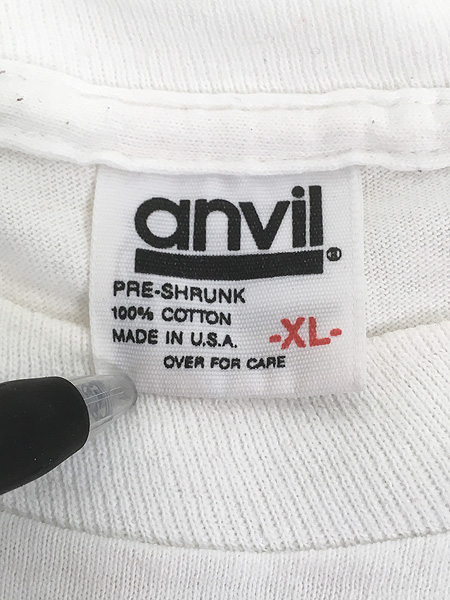 anvil®
PRE-SHRUNK
100% COTTON
MADE IN U.S.A.
-XL-
OVER FOR CARE